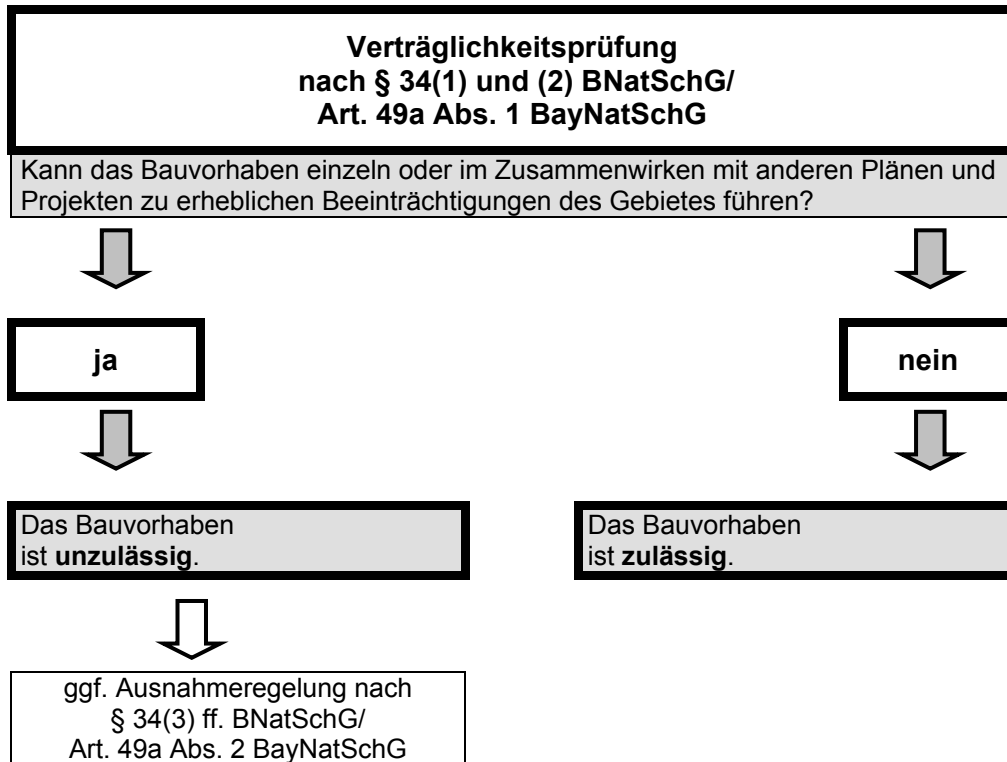 Verträglichkeitsprüfung
nach § 34(1) und (2) BNatSchG/
Art. 49a Abs. 1 BayNatSchG
Kann das Bauvorhaben einzeln oder im Zusammenwirken mit anderen Plänen und
Projekten zu erheblichen Beeinträchtigungen des Gebietes führen?
ja
nein
Das Bauvorhaben
ist unzulässig.
Das Bauvorhaben
ist zulässig.
ggf. Ausnahmeregelung nach
§ 34(3) ff. BNatSchG/
Art. 49a Abs. 2 BayNatSchG